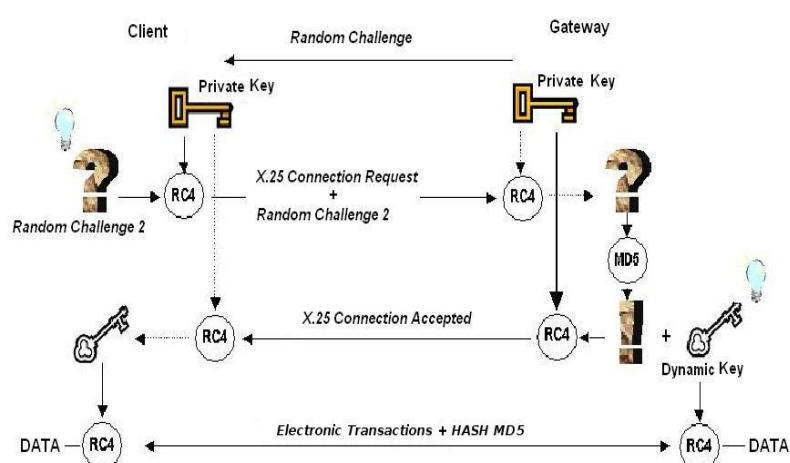 Client
Gateway
Random Challenge
Private Key
Private Key
RC4
X.25 Connection Request
+
Random Challenge 2
RC4
Random Challenge 2
MD5
RC4
X.25 Connection Accepted
RC4
+
Dynamic Key
DATA
RC4
Electronic Transactions + HASH MD5
RC4
DATA